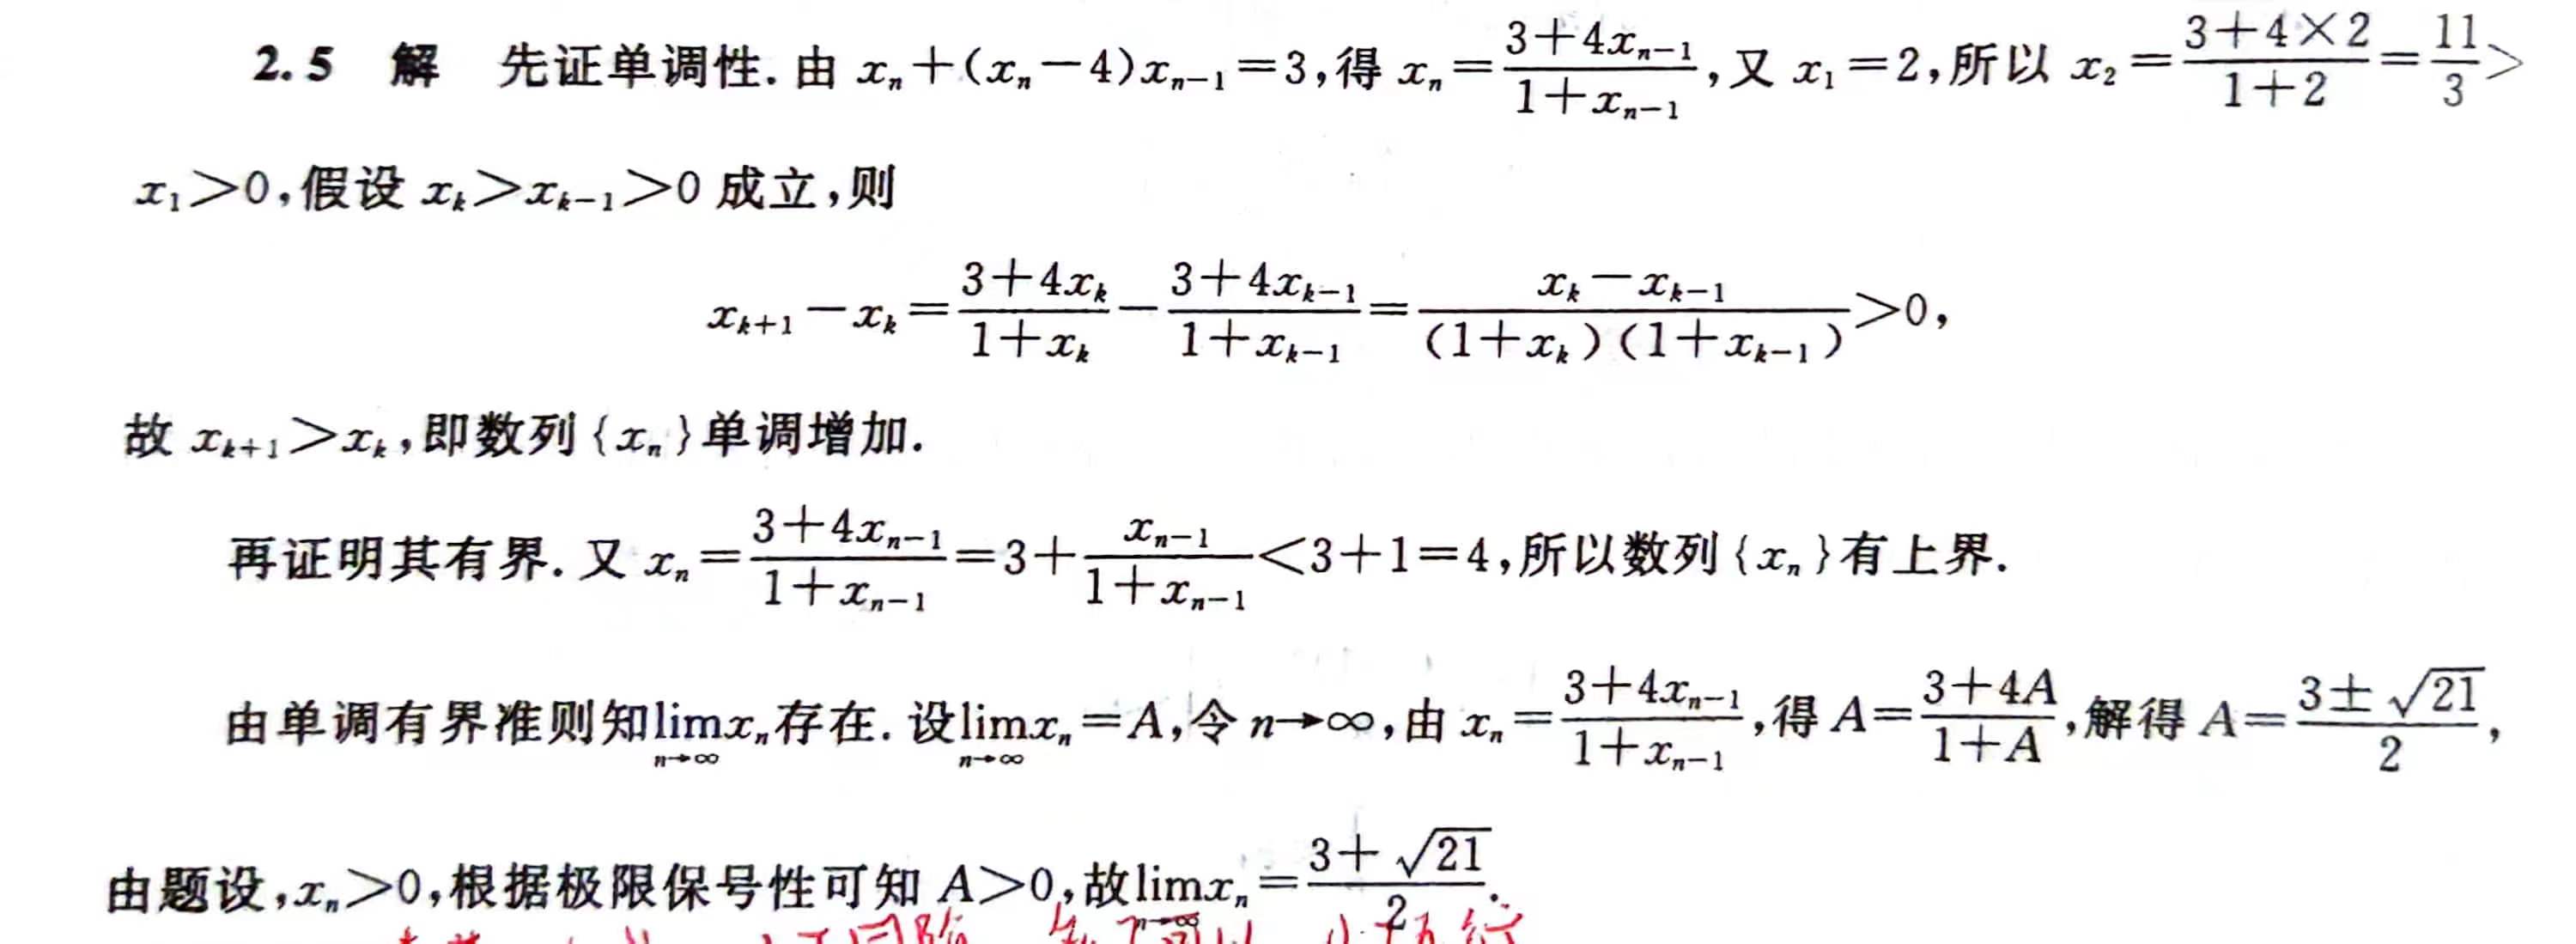 2.5 解 先证单调性. 由 $x_n+(x_n-4)x_{n-1}=3$,得 $x_n=\frac{3+4x_{n-1}}{1+x_{n-1}}$,又 $x_1=2$,所以 $x_2=\frac{3+4\times2}{1+2}=\frac{11}{3}>$
$x_1>0$,假设 $x_k>x_{k-1}>0$ 成立,则
$x_{k+1}-x_k=\frac{3+4x_k}{1+x_k}-\frac{3+4x_{k-1}}{1+x_{k-1}}=\frac{x_k-x_{k-1}}{(1+x_k)(1+x_{k-1})}>0$,
故 $x_{k+1}>x_k$,即数列 $\{x_n\}$ 单调增加.
再证明其有界. 又 $x_n=\frac{3+4x_{n-1}}{1+x_{n-1}}=3+\frac{x_{n-1}}{1+x_{n-1}}<3+1=4$,所以数列 $\{x_n\}$ 有上界.
由单调有界准则知$\lim_{n\to\infty}x_n$存在. 设$\lim_{n\to\infty}x_n=A$,令 $n\to\infty$,由 $x_n=\frac{3+4x_{n-1}}{1+x_{n-1}}$,得 $A=\frac{3+4A}{1+A}$,解得 $A=\frac{3\pm\sqrt{21}}{2}$,
由题设,$x_n>0$,根据极限保号性可知 $A>0$,故$\lim_{n\to\infty}x_n=\frac{3+\sqrt{21}}{2}$.